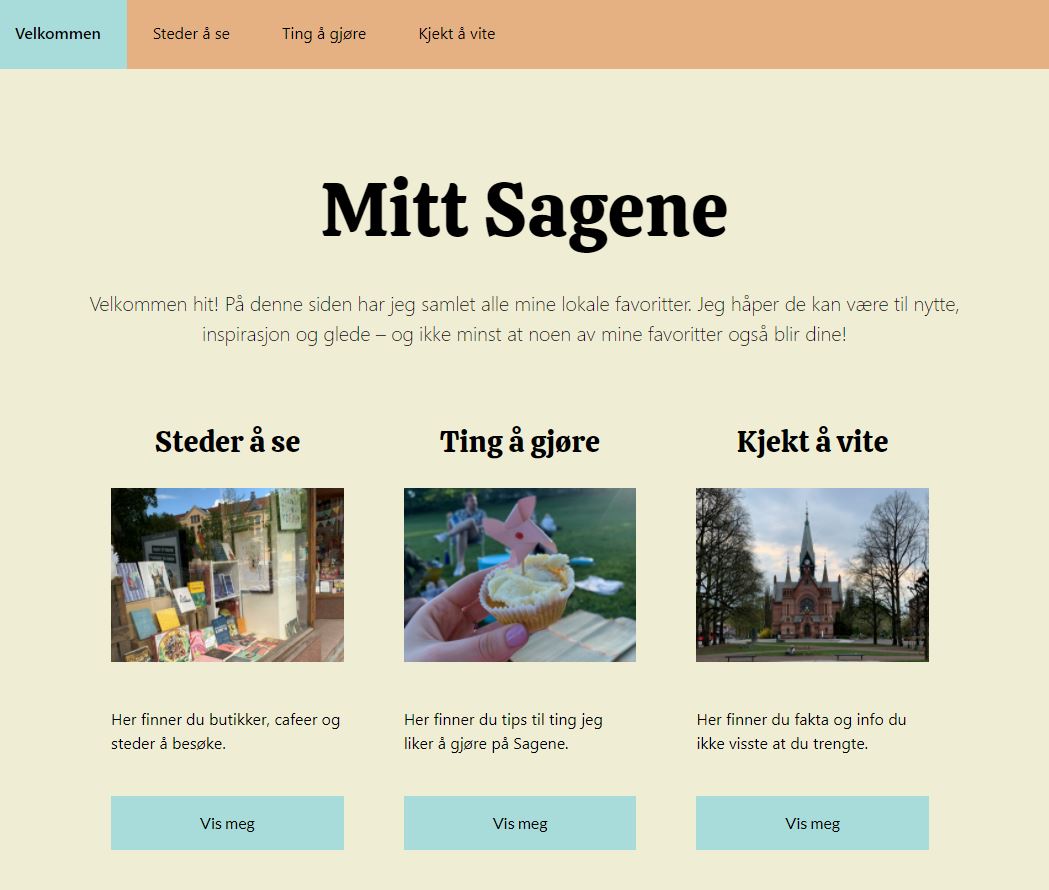 Velkommen
Steder å se
Ting å gjøre
Kjekt å vite
Mitt Sagene
Velkommen hit! På denne siden har jeg samlet alle mine lokale favoritter. Jeg håper de kan være til nytte,
inspirasjon og glede – og ikke minst at noen av mine favoritter også blir dine!
Steder å se
Ting å gjøre
Kjekt å vite
Her finner du butikker, cafeer og
steder å besøke.
Her finner du tips til ting jeg
liker å gjøre på Sagene.
Her finner du fakta og info du
ikke visste at du trengte.
Vis meg
Vis meg
Vis meg